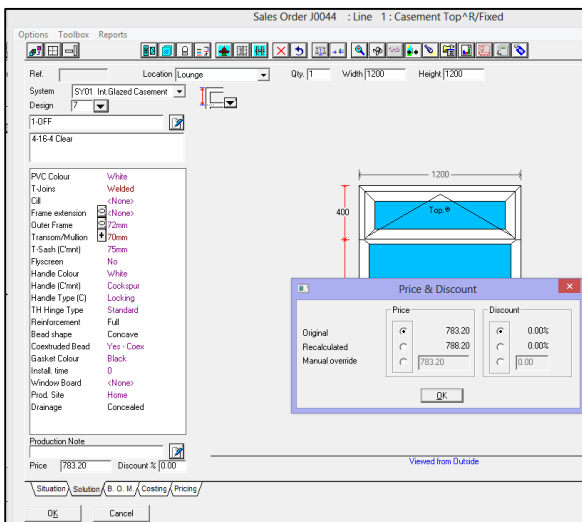 Sales Order J0044 : Line 1 : Casement Top^R/Fixed
Options Toolbox Reports
Ref. Location Lounge Qty. 1 Width 1200 Height 1200
System SY01 Int.Glazed Casement
Design 7
1-OFF
4-16-4 Clear
PVC Colour White
T-Joins Welded
Cill <None>
Frame extension <None>
Outer Frame 72mm
Transom/Mullion 70mm
T-Sash (C'mnt) 75mm
Flyscreen No
Handle Colour White
Handle (C'mnt) Cockspur
Handle Type (C) Locking
TH Hinge Type Standard
Reinforcement Full
Bead shape Concave
Coextruded Bead Yes - Coex
Gasket Colour Black
Install. time 0
Window Board <None>
Prod. Site Home
Drainage Concealed
Production Note
Price 783.20 Discount % 0.00
Situation Solution B. O. M. Costing Pricing
OK Cancel
1200
400
Top.®
Price & Discount
Price Discount
Original 783.20 0.00%
Recalculated 788.20 0.00%
Manual override 783.20 0.00
OK
Viewed from Outside